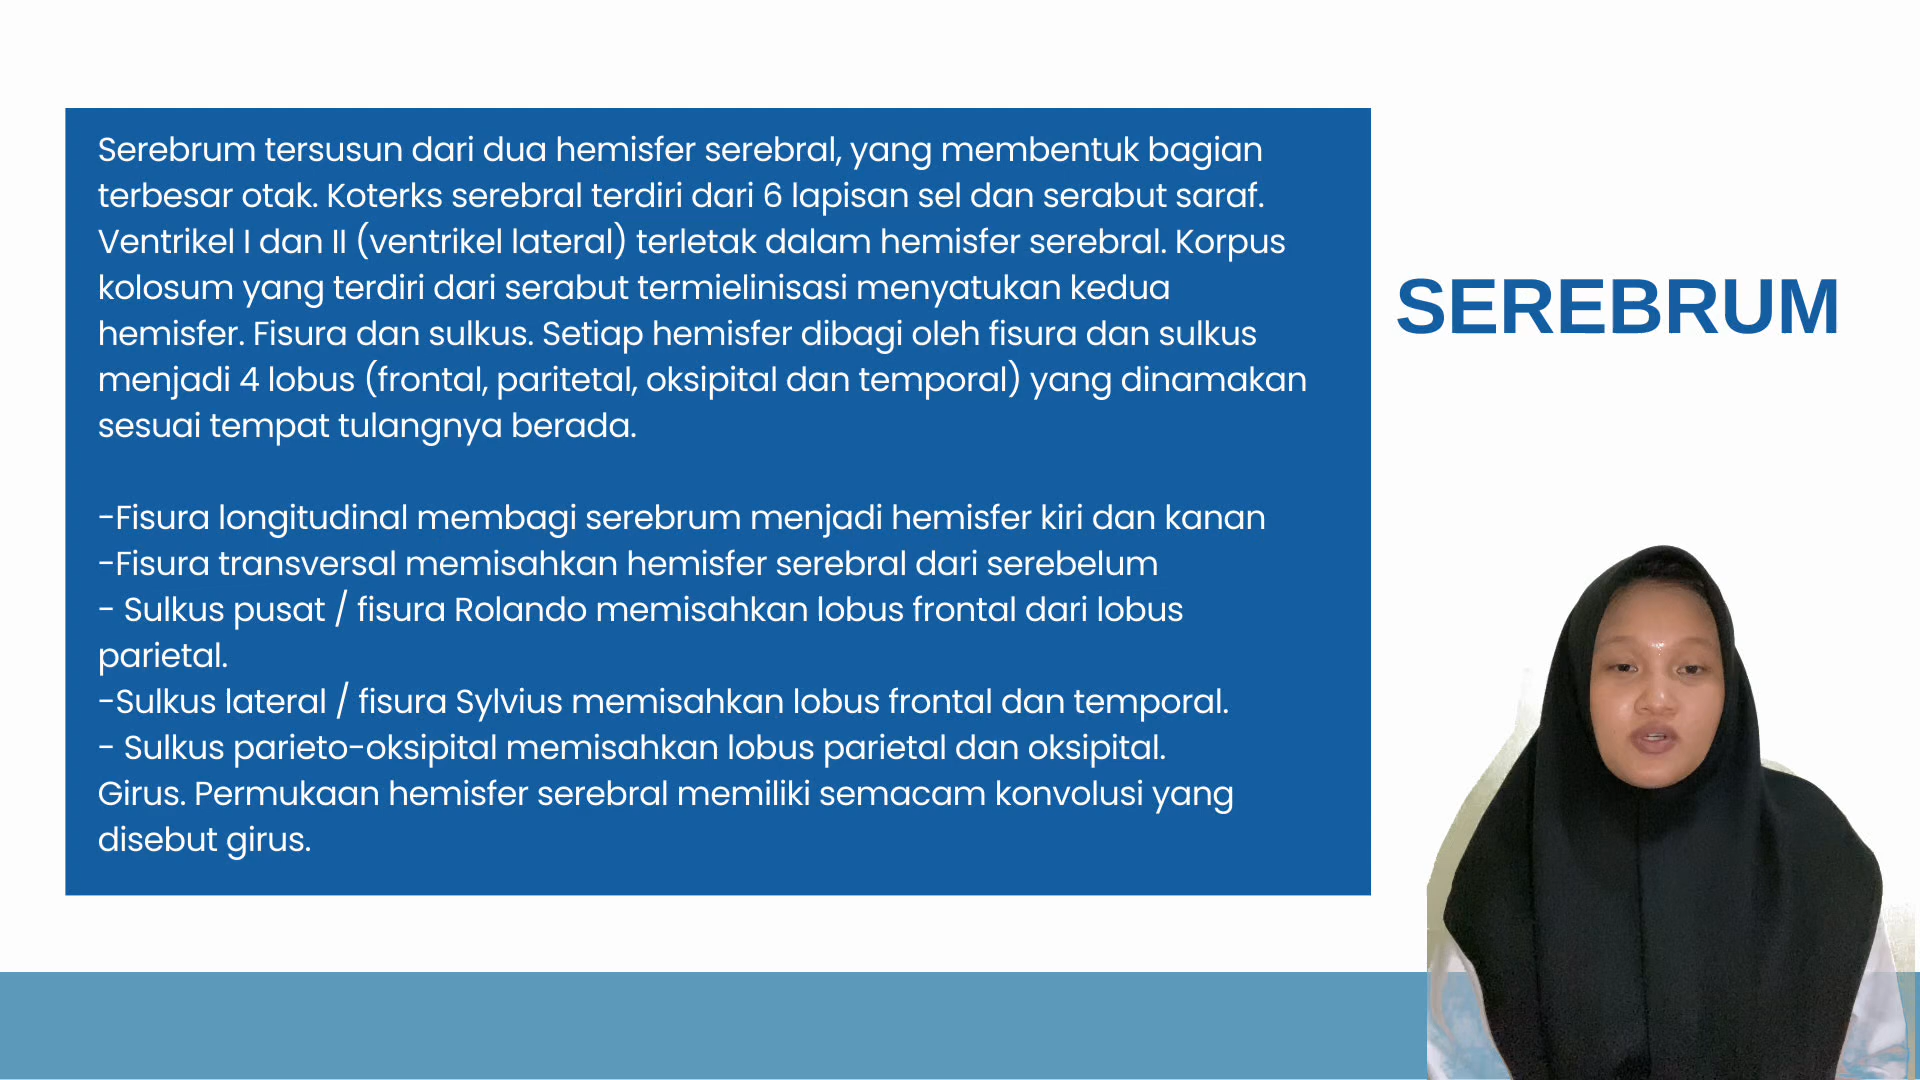 Serebrum tersusun dari dua hemisfer serebral, yang membentuk bagian
terbesar otak. Koterks serebral terdiri dari 6 lapisan sel dan serabut saraf.
Ventrikel I dan II (ventrikel lateral) terletak dalam hemisfer serebral. Korpus
kolosum yang terdiri dari serabut termielinisasi menyatukan kedua
hemisfer. Fisura dan sulkus. Setiap hemisfer dibagi oleh fisura dan sulkus
menjadi 4 lobus (frontal, paritetal, oksipital dan temporal) yang dinamakan
sesuai tempat tulangnya berada.
-Fisura longitudinal membagi serebrum menjadi hemisfer kiri dan kanan
-Fisura transversal memisahkan hemisfer serebral dari serebelum
- Sulkus pusat / fisura Rolando memisahkan lobus frontal dari lobus
parietal.
-Sulkus lateral / fisura Sylvius memisahkan lobus frontal dan temporal.
- Sulkus parieto-oksipital memisahkan lobus parietal dan oksipital.
Girus. Permukaan hemisfer serebral memiliki semacam konvolusi yang
disebut girus.
SEREBRUM